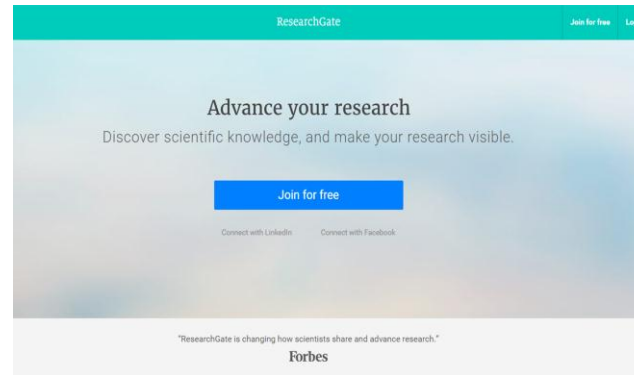 ResearchGate
Join for free
Advance your research
Discover scientific knowledge, and make your research visible.
Join for free
Connect with LinkedIn Connect with Facebook
"ResearchGate is changing how scientists share and advance research."
Forbes